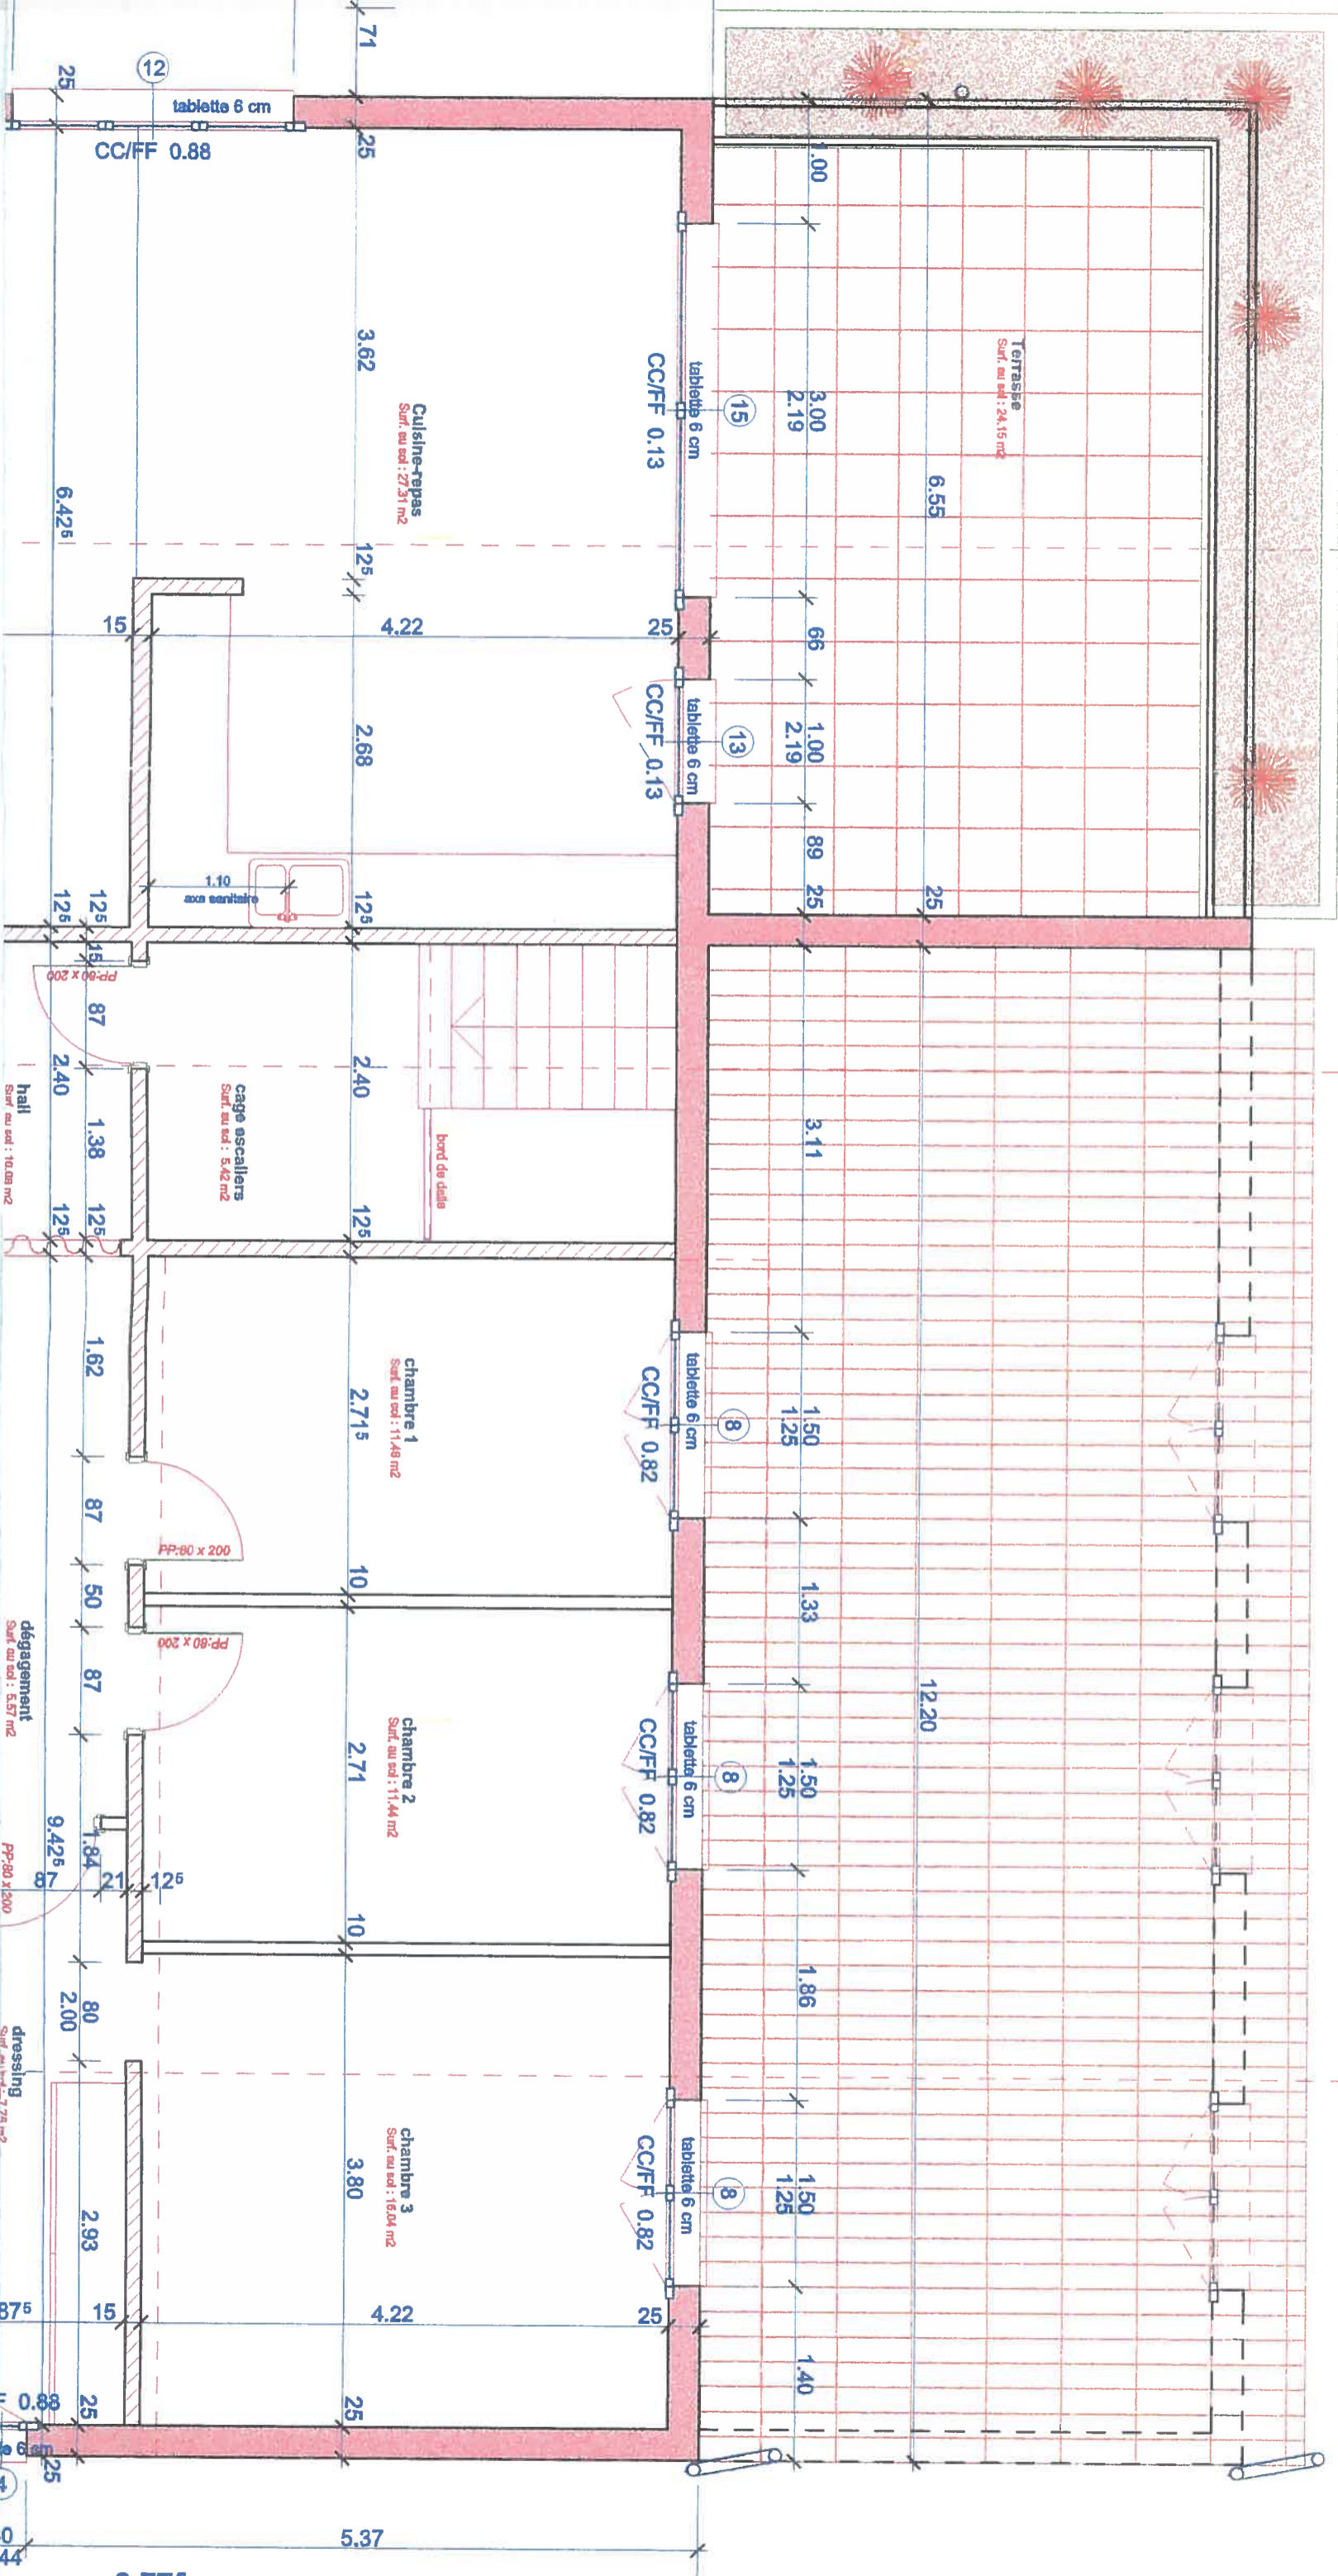 71
12
25
tablette 6 cm
CC/FF 0.88
25
1.00
3.62
Cuisine-repas
Surf. au sol : 27.31 m2
CC/FF 0.13
tablette 6 cm
15
3.00
2.19
Terrasse
Surf. au sol : 24.15 m2
6.55
6.425
125
15
4.22
25
66
2.68
CC/FF 0.13
tablette 6 cm
13
1.00
2.19
89
25
25
1.10
axe sanitaire
125
125
125
15
PP:80 x 200
87
2.40
2.40
1.38
hall
Surf. au sol : 10.08 m2
cage escaliers
Surf. au sol : 5.42 m2
bord de dalle
3.11
125
125
125
1.62
chambre 1
Surf. au sol : 11.48 m2
2.715
CC/FF 0.82
tablette 6 cm
8
1.50
1.25
87
PP:80 x 200
10
50
1.33
PP:80 x 200
87
dégagement
Surf. au sol : 5.57 m2
chambre 2
Surf. au sol : 11.44 m2
2.71
CC/FF 0.82
tablette 6 cm
8
1.50
1.25
12.20
9.425
1.84
PP:80 x 200
87
21
125
10
1.86
80
2.00
dressing
chambre 3
Surf. au sol : 16.04 m2
3.80
CC/FF 0.82
tablette 6 cm
8
1.50
1.25
2.93
875
15
4.22
25
1.40
0.88
25
25
6 cm
25
5.37
44